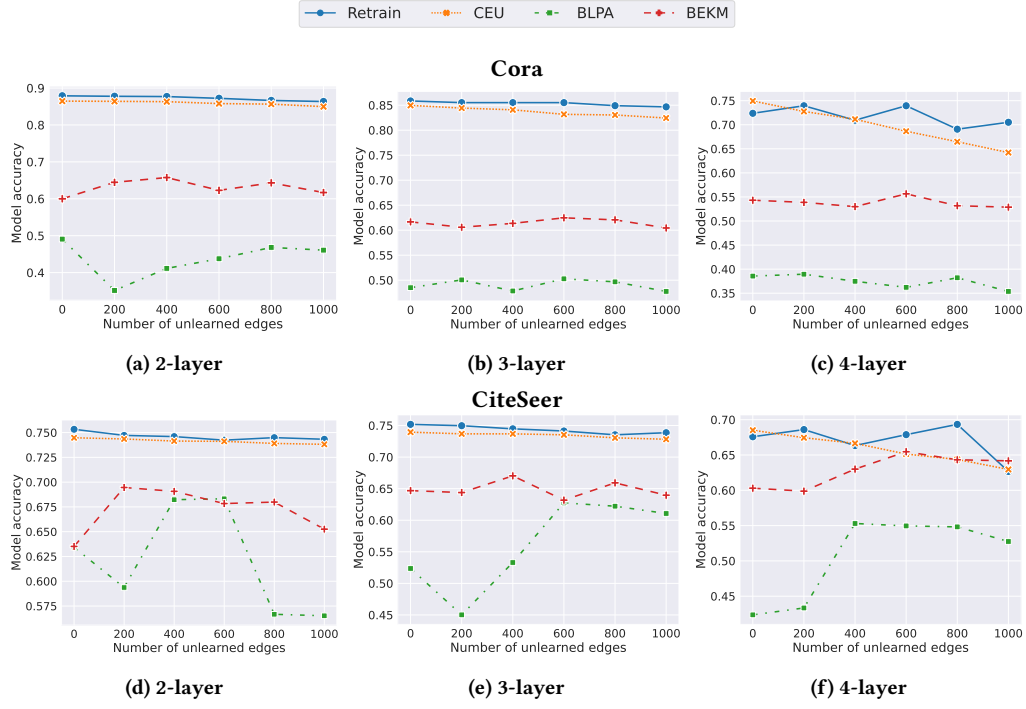 Retrain CEU BLPA BEKM
Cora
0.9
0.8
0.7
0.6
0.5
0.4
Model accuracy
0 200 400 600 800 1000
Number of unlearned edges
(a) 2-layer
0.85
0.80
0.75
0.70
0.65
0.60
0.55
0.50
Model accuracy
0 200 400 600 800 1000
Number of unlearned edges
(b) 3-layer
0.75
0.70
0.65
0.60
0.55
0.50
0.45
0.40
0.35
Model accuracy
0 200 400 600 800 1000
Number of unlearned edges
(c) 4-layer
CiteSeer
0.750
0.725
0.700
0.675
0.650
0.625
0.600
0.575
Model accuracy
0 200 400 600 800 1000
Number of unlearned edges
(d) 2-layer
0.75
0.70
0.65
0.60
0.55
0.50
0.45
Model accuracy
0 200 400 600 800 1000
Number of unlearned edges
(e) 3-layer
0.70
0.65
0.60
0.55
0.50
0.45
Model accuracy
0 200 400 600 800 1000
Number of unlearned edges
(f) 4-layer